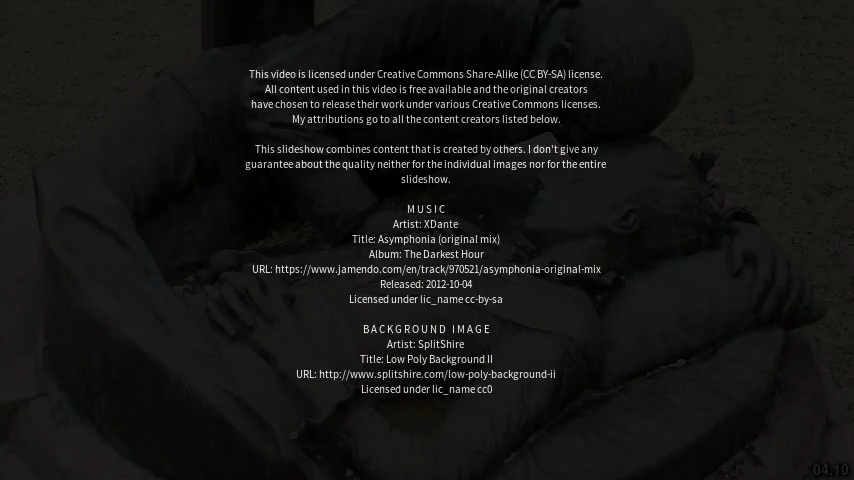 This video is licensed under Creative Commons Share-Alike (CC BY-SA) license.
All content used in this video is free available and the original creators
have chosen to release their work under various Creative Commons licenses.
My attributions go to all the content creators listed below.
This slideshow combines content that is created by others. I don't give any
guarantee about the quality neither for the individual images nor for the entire
slideshow.
MUSIC
Artist: XDante
Title: Asymphonia (original mix)
Album: The Darkest Hour
URL: https://www.jamendo.com/en/track/970521/asymphonia-original-mix
Released: 2012-10-04
Licensed under lic_name cc-by-sa
BACKGROUND IMAGE
Artist: SplitShire
Title: Low Poly Background II
URL: http://www.splitshire.com/low-poly-background-ii
Licensed under lic_name cc0
04.10